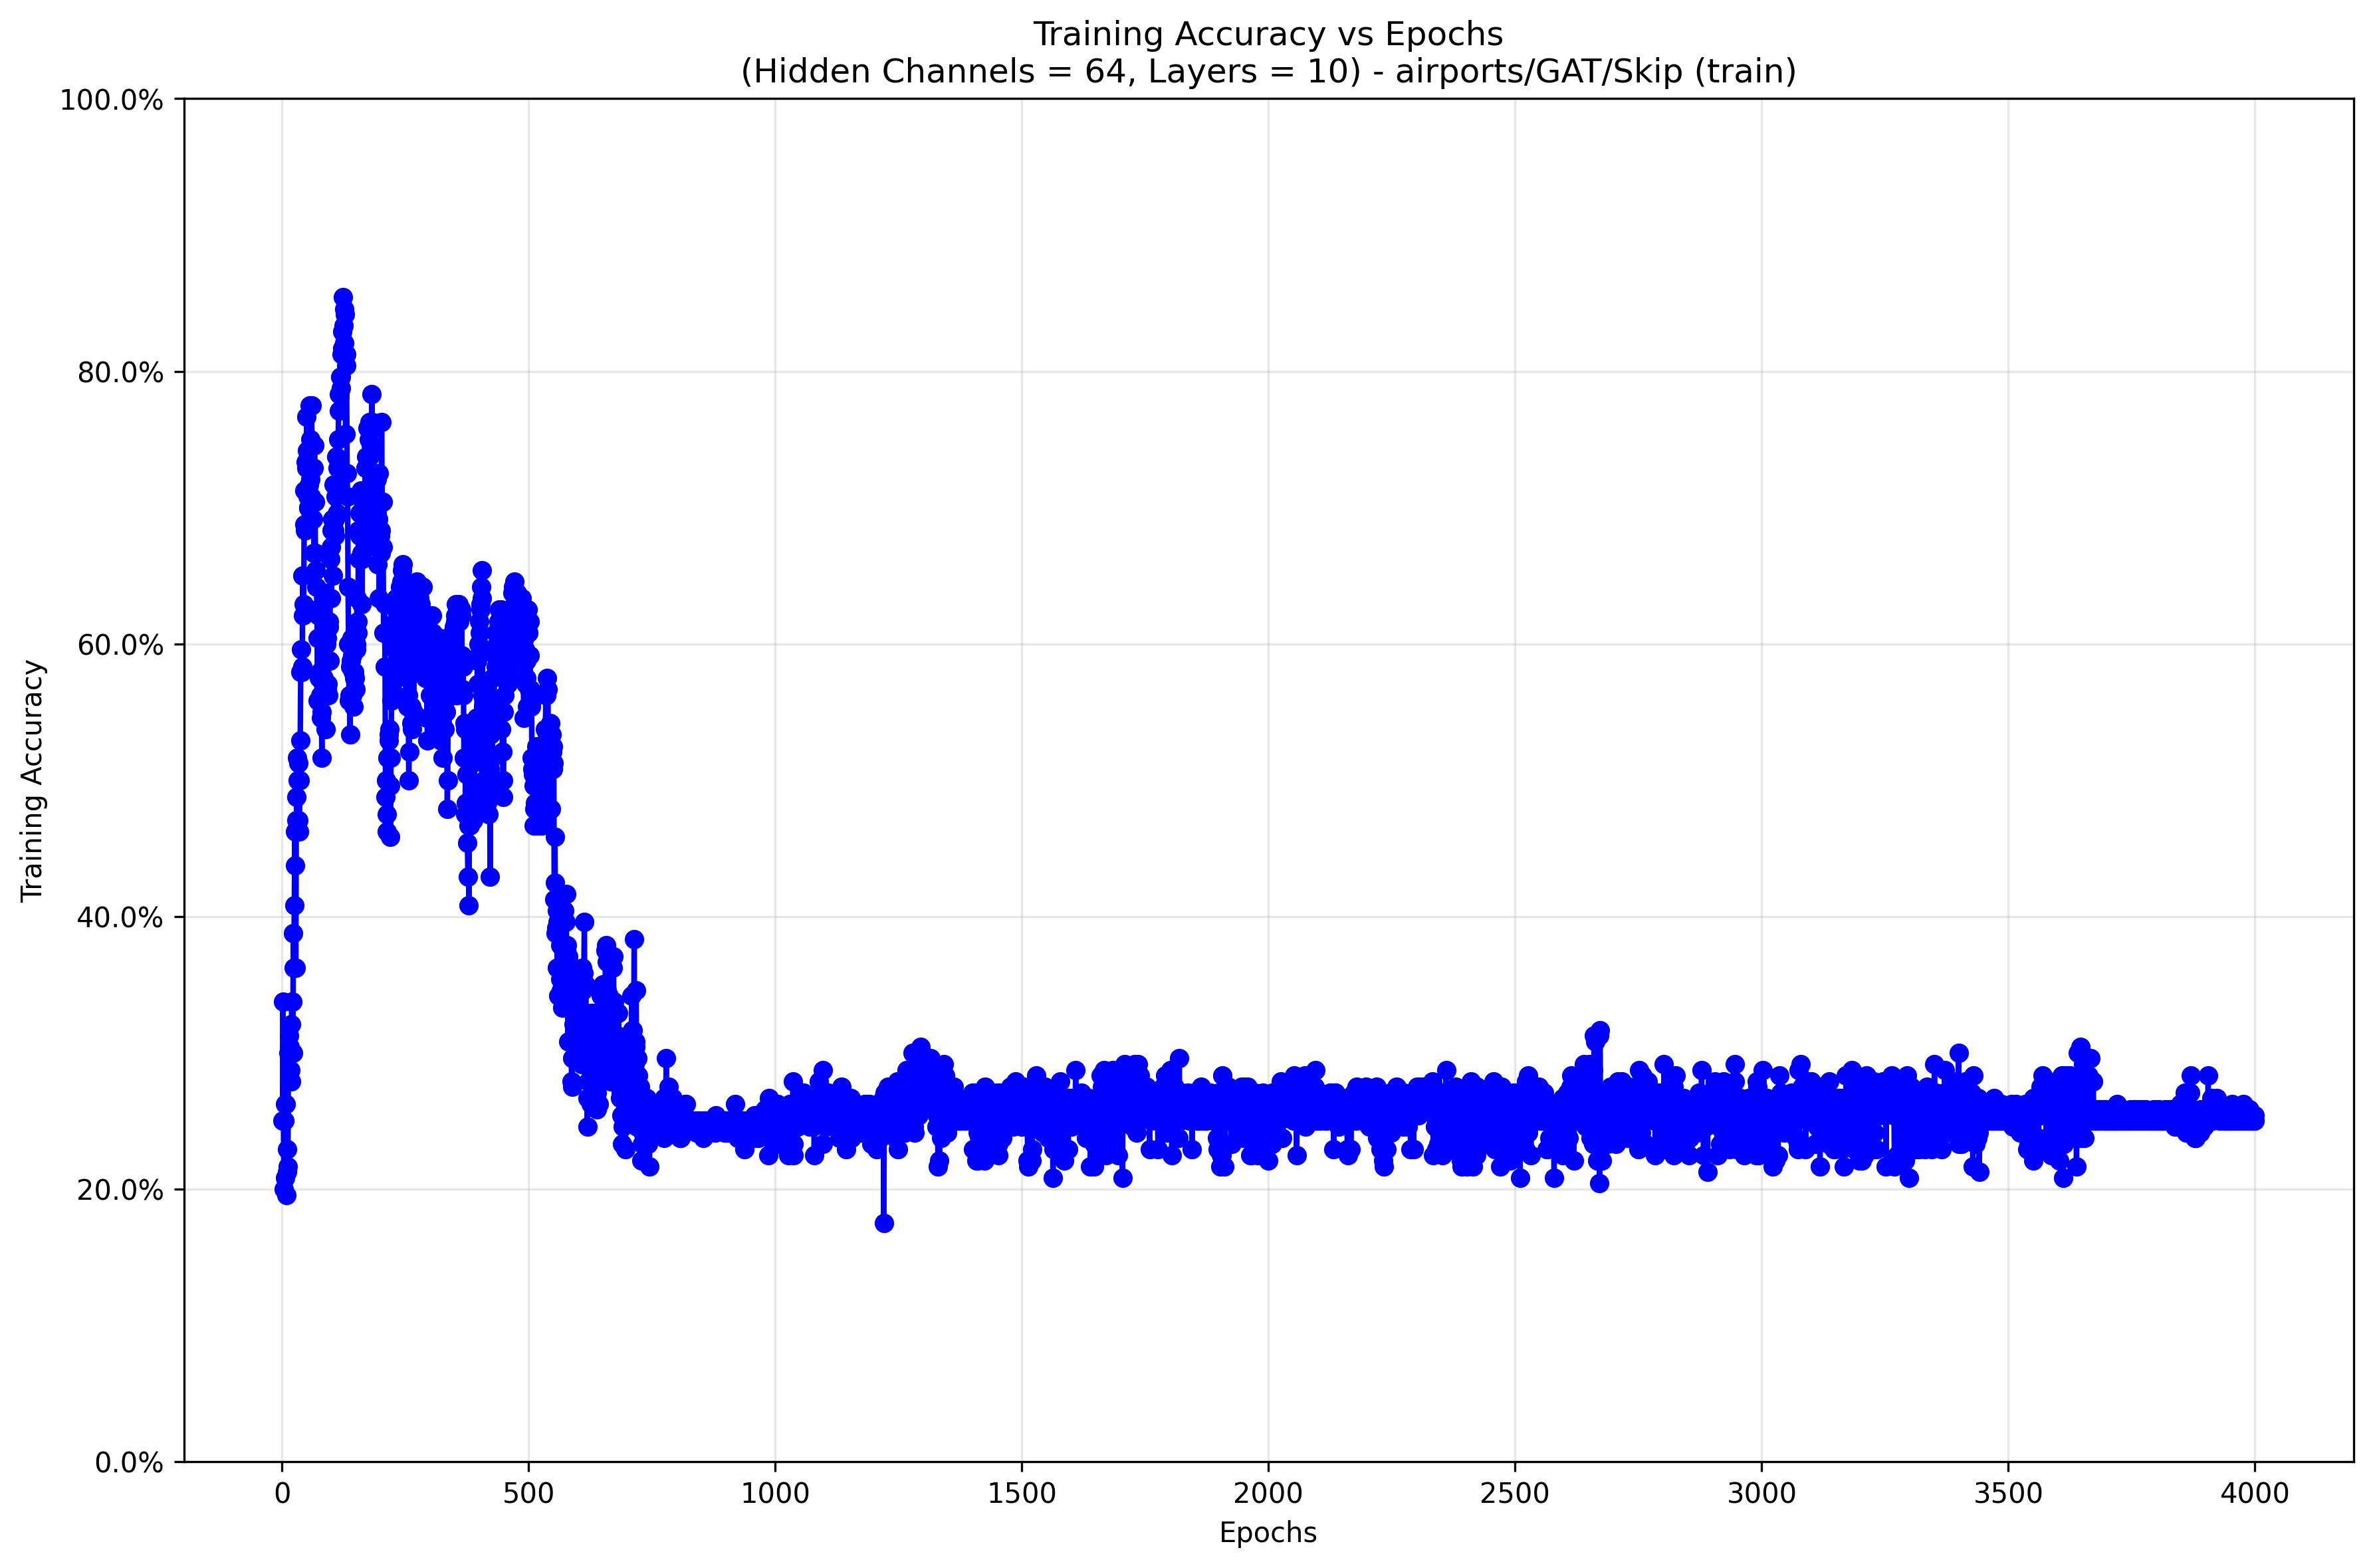 Training Accuracy vs Epochs
(Hidden Channels = 64, Layers = 10) - airports/GAT/Skip (train)
100.0%
80.0%
60.0%
40.0%
20.0%
0.0%
Training Accuracy
0 500 1000 1500 2000 2500 3000 3500 4000
Epochs